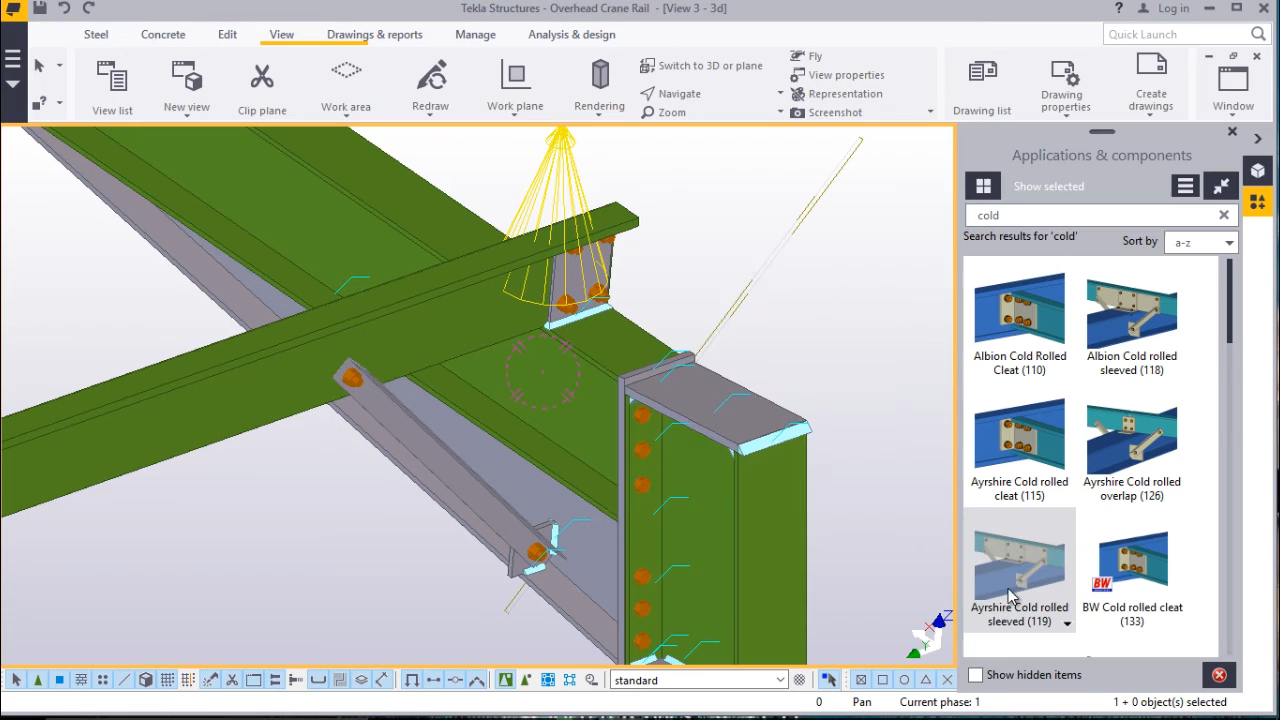 Tekla Structures - Overhead Crane Rail - [View 3 - 3d]
? Log in
Steel Concrete Edit View Drawings & reports Manage Analysis & design
Quick Launch
View list
New view
Clip plane
Work area
Redraw
Work plane
Rendering
Switch to 3D or plane
Navigate
Zoom
Fly
View properties
Representation
Screenshot
Drawing list
Drawing
properties
Create
drawings
Window
Applications & components
Show selected
cold
Search results for 'cold'
Sort by
a-z
Albion Cold Rolled
Cleat (110)
Albion Cold rolled
sleeved (118)
Ayrshire Cold rolled
cleat (115)
Ayrshire Cold rolled
overlap (126)
Ayrshire Cold rolled
sleeved (119)
BW
BW Cold rolled cleat
(133)
Show hidden items
Z
X
Y
standard
0
Pan
Current phase: 1
1 + 0 object(s) selected